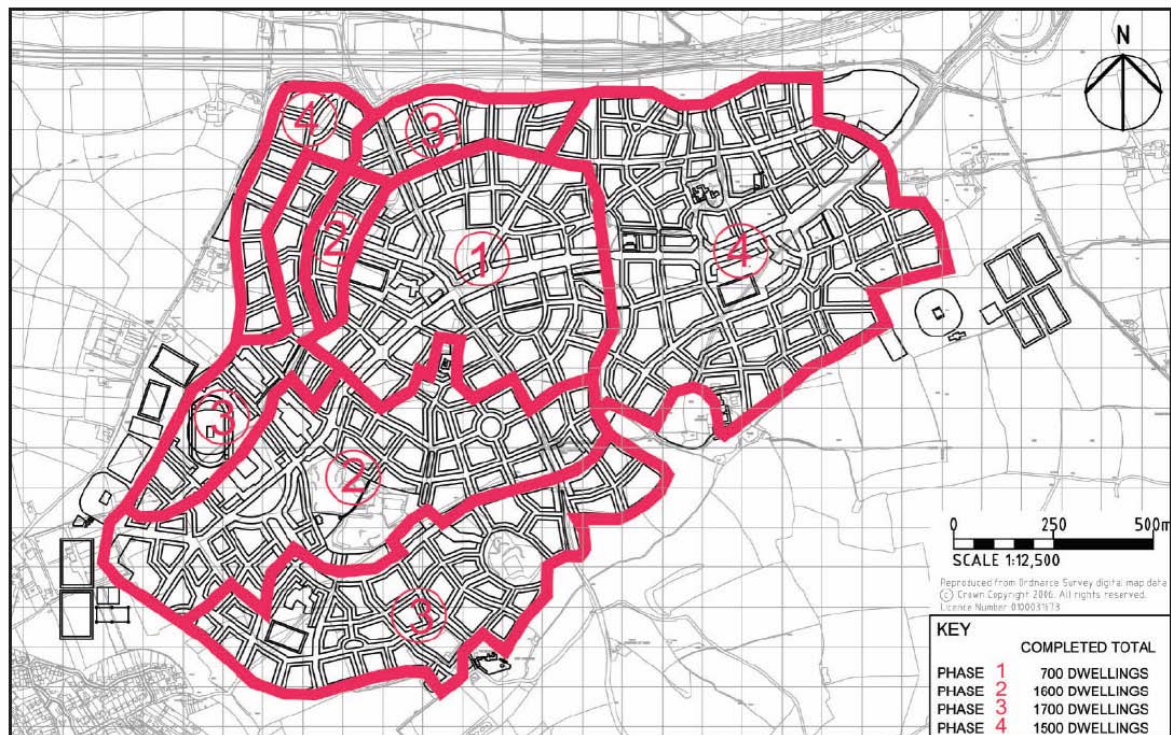 N
4
3
2
1
4
3
2
3
0 250 500m
SCALE 1:12,500
Reproduced from Ordnance Survey digital map data
(C) Crown Copyright 2006. All rights reserved.
Licence Number
KEY
COMPLETED TOTAL
PHASE 1 700 DWELLINGS
PHASE 2 1600 DWELLINGS
PHASE 3 1700 DWELLINGS
PHASE 4 1500 DWELLINGS